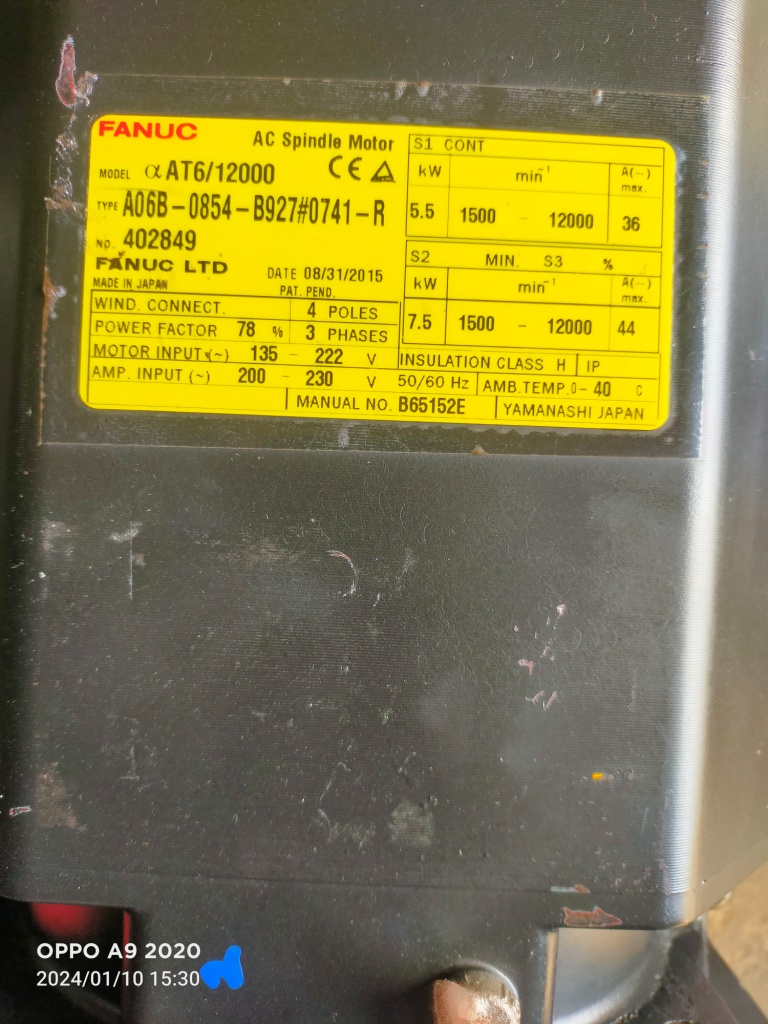 FANUC
AC Spindle Motor
MODEL αAT6/12000 CE
TYPE A06B-0854-B927#0741-R
NO. 402849
FANUC LTD
MADE IN JAPAN
DATE 08/31/2015
PAT. PEND.
WIND. CONNECT. 4 POLES
POWER FACTOR 78 % 3 PHASES
MOTOR INPUT (~) 135 - 222 V
AMP. INPUT (~) 200 - 230 V 50/60 Hz
S1 CONT
kW min⁻¹ A(~) max.
5.5 1500 - 12000 36
S2 MIN. S3 %
kW min⁻¹ A(~) max.
7.5 1500 - 12000 44
INSULATION CLASS H IP
AMB.TEMP.0-40 C
MANUAL NO. B65152E YAMANASHI JAPAN
OPPO A9 2020
2024/01/10 15:30